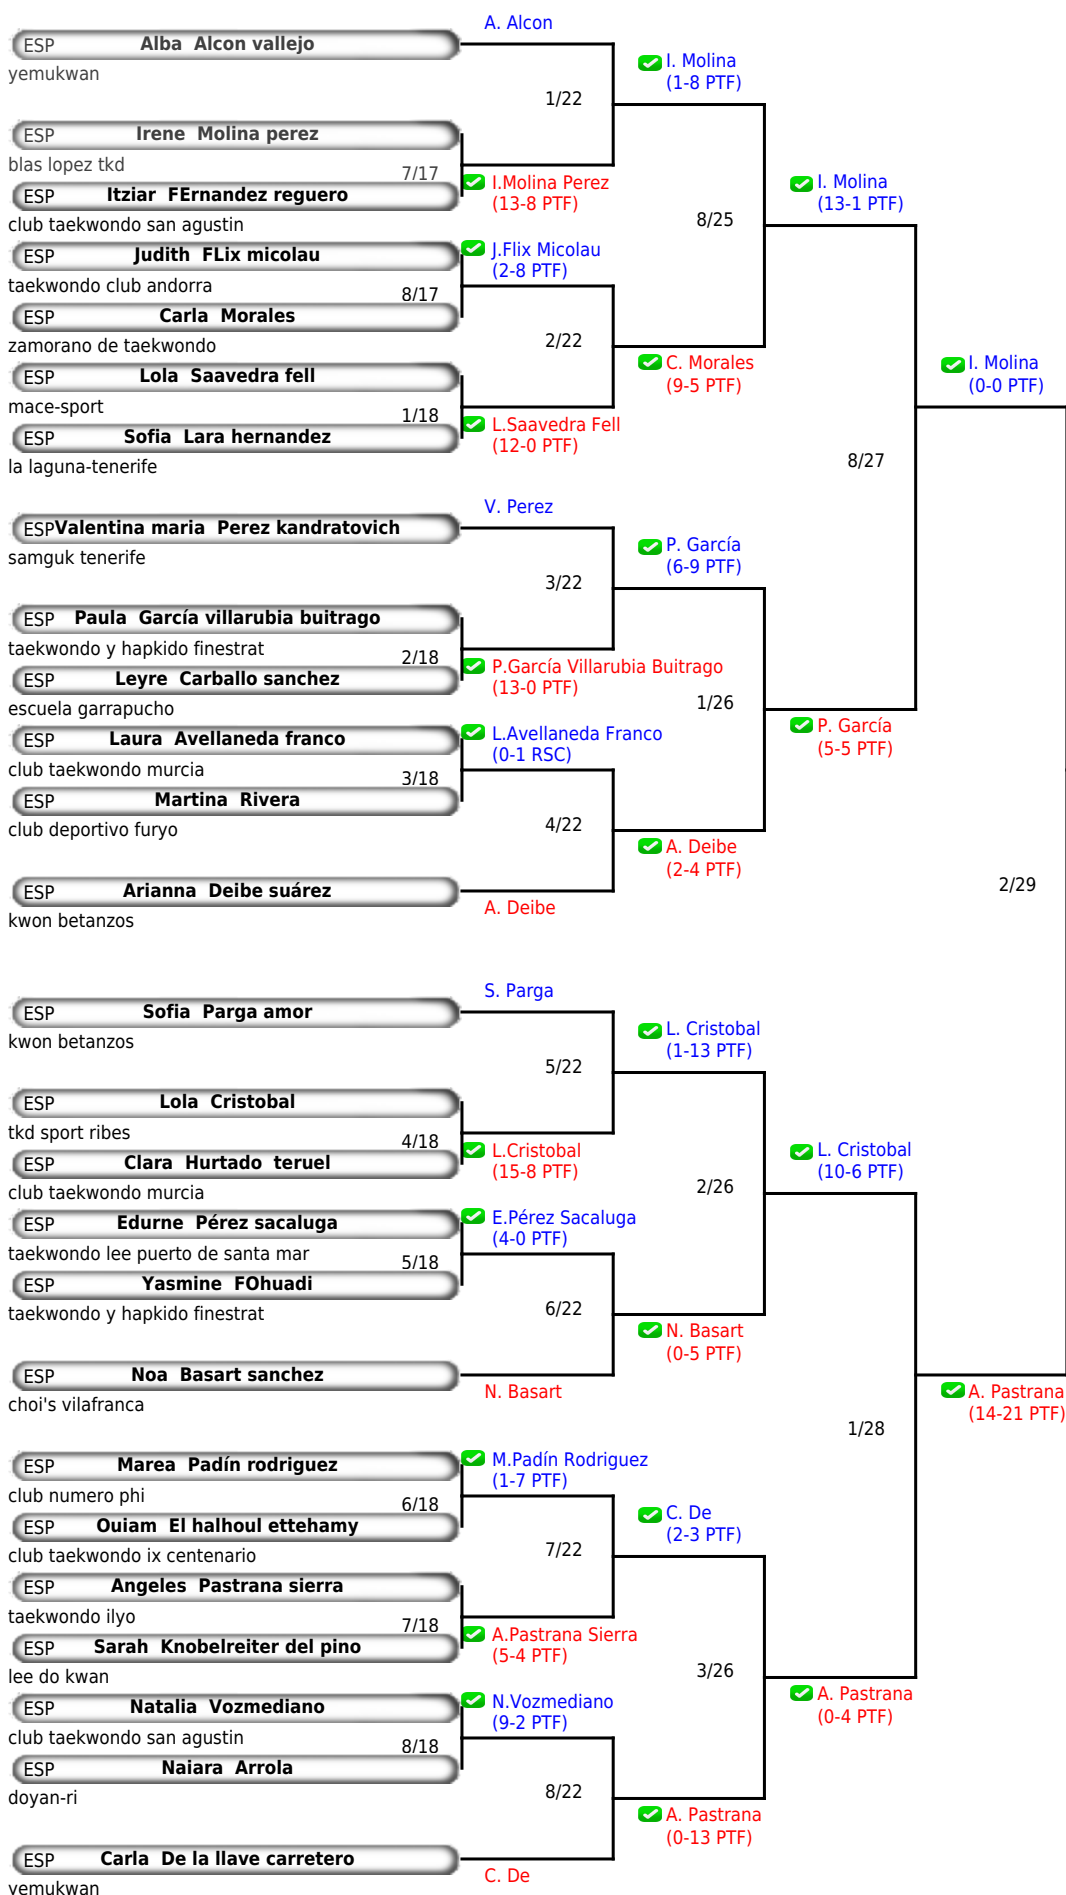 A. Alcon
ESP Alba Alcon vallejo
yemukwan
I. Molina
(1-8 PTF)
1/22
ESP Irene Molina perez
blas lopez tkd
7/17
I.Molina Perez
(13-8 PTF)
I. Molina
(13-1 PTF)
ESP Itziar FErnandez reguero
club taekwondo san agustin
8/25
ESP Judith FLix micolau
J.Flix Micolau
(2-8 PTF)
taekwondo club andorra
8/17
ESP Carla Morales
zamorano de taekwondo
2/22
C. Morales
(9-5 PTF)
I. Molina
(0-0 PTF)
ESP Lola Saavedra fell
mace-sport
1/18
L.Saavedra Fell
(12-0 PTF)
ESP Sofia Lara hernandez
la laguna-tenerife
8/27
V. Perez
ESP Valentina maria Perez kandratovich
samguk tenerife
P. García
(6-9 PTF)
3/22
ESP Paula García villarubia buitrago
taekwondo y hapkido finestrat
2/18
P.García Villarubia Buitrago
(13-0 PTF)
ESP Leyre Carballo sanchez
escuela garrapucho
1/26
P. García
(5-5 PTF)
ESP Laura Avellaneda franco
L.Avellaneda Franco
(0-1 RSC)
club taekwondo murcia
3/18
ESP Martina Rivera
club deportivo furyo
4/22
A. Deibe
(2-4 PTF)
ESP Arianna Deibe suárez
A. Deibe
kwon betanzos
2/29
S. Parga
ESP Sofia Parga amor
kwon betanzos
L. Cristobal
(1-13 PTF)
5/22
ESP Lola Cristobal
tkd sport ribes
4/18
L.Cristobal
(15-8 PTF)
L. Cristobal
(10-6 PTF)
ESP Clara Hurtado teruel
club taekwondo murcia
2/26
ESP Edurne Pérez sacaluga
E.Pérez Sacaluga
(4-0 PTF)
taekwondo lee puerto de santa mar
5/18
ESP Yasmine FOhuadi
taekwondo y hapkido finestrat
6/22
N. Basart
(0-5 PTF)
ESP Noa Basart sanchez
N. Basart
choi's vilafranca
A. Pastrana
(14-21 PTF)
1/28
ESP Marea Padín rodriguez
M.Padín Rodriguez
(1-7 PTF)
club numero phi
6/18
C. De
(2-3 PTF)
ESP Ouiam El halhoul ettehamy
club taekwondo ix centenario
7/22
ESP Angeles Pastrana sierra
taekwondo ilyo
7/18
A.Pastrana Sierra
(5-4 PTF)
ESP Sarah Knobelreiter del pino
lee do kwan
3/26
A. Pastrana
(0-4 PTF)
ESP Natalia Vozmediano
N.Vozmediano
(9-2 PTF)
club taekwondo san agustin
8/18
ESP Naiara Arrola
doyan-ri
8/22
A. Pastrana
(0-13 PTF)
ESP Carla De la llave carretero
C. De
yemukwan